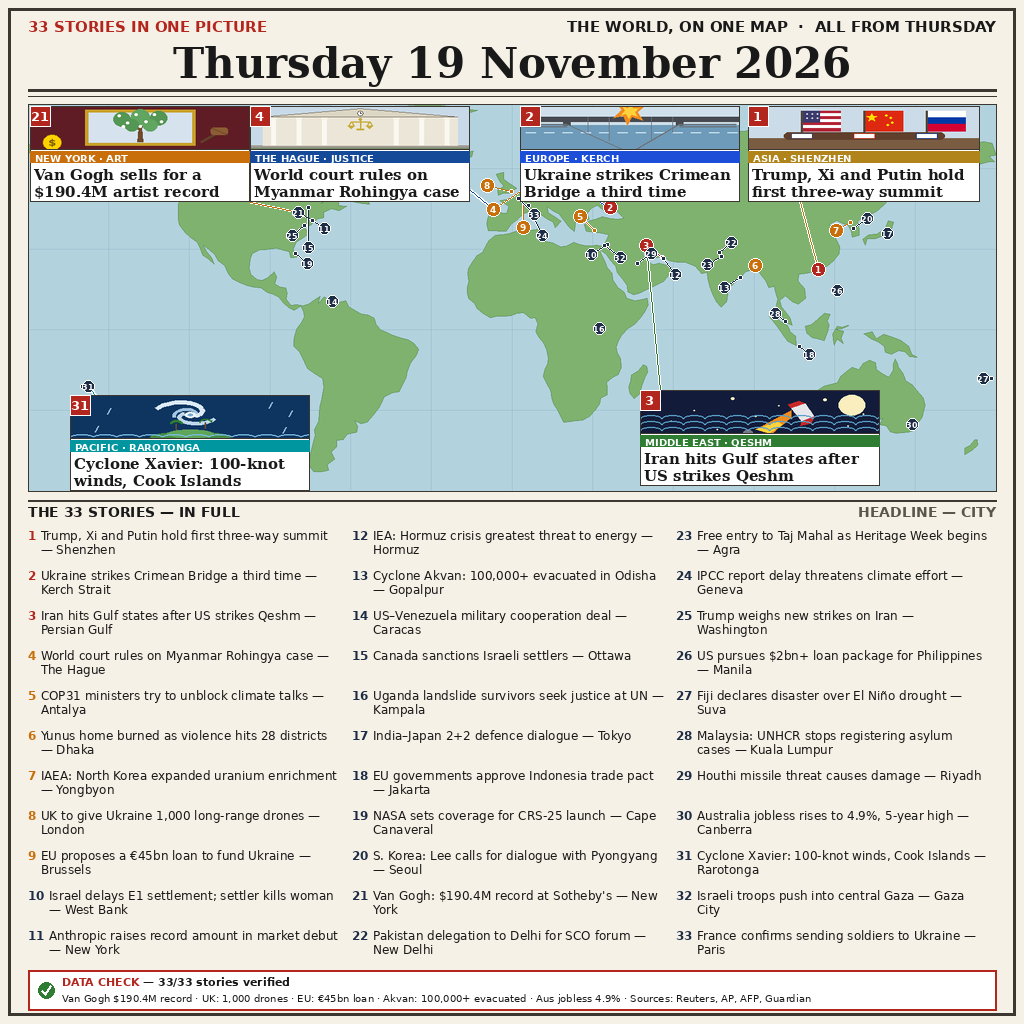 33 STORIES IN ONE PICTURE
THE WORLD, ON ONE MAP · ALL FROM THURSDAY
Thursday 19 November 2026
21
NEW YORK · ART
Van Gogh sells for a
$190.4M artist record
4
THE HAGUE · JUSTICE
World court rules on
Myanmar Rohingya case
2
EUROPE · KERCH
Ukraine strikes Crimean
Bridge a third time
1
ASIA · SHENZHEN
Trump, Xi and Putin hold
first three-way summit
31
PACIFIC · RAROTONGA
Cyclone Xavier: 100-knot
winds, Cook Islands
3
MIDDLE EAST · QESHM
Iran hits Gulf states after
US strikes Qeshm
THE 33 STORIES — IN FULL
HEADLINE — CITY
1 Trump, Xi and Putin hold first three-way summit
— Shenzhen
2 Ukraine strikes Crimean Bridge a third time —
Kerch Strait
3 Iran hits Gulf states after US strikes Qeshm —
Persian Gulf
4 World court rules on Myanmar Rohingya case —
The Hague
5 COP31 ministers try to unblock climate talks —
Antalya
6 Yunus home burned as violence hits 28 districts
— Dhaka
7 IAEA: North Korea expanded uranium enrichment
— Yongbyon
8 UK to give Ukraine 1,000 long-range drones —
London
9 EU proposes a €45bn loan to fund Ukraine —
Brussels
10 Israel delays E1 settlement; settler kills woman
— West Bank
11 Anthropic raises record amount in market debut
— New York
12 IEA: Hormuz crisis greatest threat to energy —
Hormuz
13 Cyclone Akvan: 100,000+ evacuated in Odisha
— Gopalpur
14 US–Venezuela military cooperation deal —
Caracas
15 Canada sanctions Israeli settlers — Ottawa
16 Uganda landslide survivors seek justice at UN —
Kampala
17 India–Japan 2+2 defence dialogue — Tokyo
18 EU governments approve Indonesia trade pact
— Jakarta
19 NASA sets coverage for CRS-25 launch — Cape
Canaveral
20 S. Korea: Lee calls for dialogue with Pyongyang
— Seoul
21 Van Gogh: $190.4M record at Sotheby's — New
York
22 Pakistan delegation to Delhi for SCO forum —
New Delhi
23 Free entry to Taj Mahal as Heritage Week begins
— Agra
24 IPCC report delay threatens climate effort —
Geneva
25 Trump weighs new strikes on Iran —
Washington
26 US pursues $2bn+ loan package for Philippines
— Manila
27 Fiji declares disaster over El Niño drought —
Suva
28 Malaysia: UNHCR stops registering asylum
cases — Kuala Lumpur
29 Houthi missile threat causes damage — Riyadh
30 Australia jobless rises to 4.9%, 5-year high —
Canberra
31 Cyclone Xavier: 100-knot winds, Cook Islands —
Rarotonga
32 Israeli troops push into central Gaza — Gaza
City
33 France confirms sending soldiers to Ukraine —
Paris
DATA CHECK — 33/33 stories verified
Van Gogh $190.4M record · UK: 1,000 drones · EU: €45bn loan · Akvan: 100,000+ evacuated · Aus jobless 4.9% · Sources: Reuters, AP, AFP, Guardian